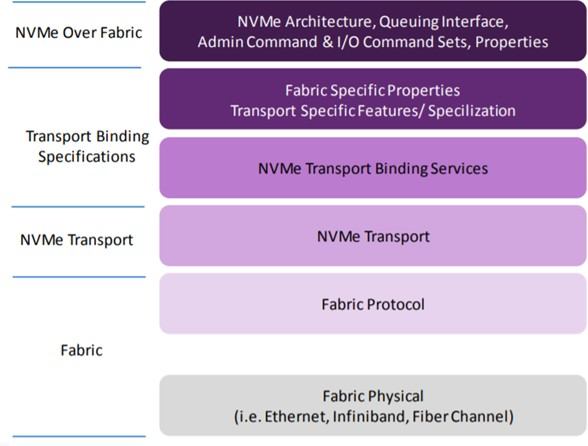 NVMe Over Fabric
NVMe Architecture, Queuing Interface,
Admin Command & I/O Command Sets, Properties
Transport Binding
Specifications
Fabric Specific Properties
Transport Specific Features/ Specilization
NVMe Transport Binding Services
NVMe Transport
NVMe Transport
Fabric
Fabric Protocol
Fabric Physical
(i.e. Ethernet, Infiniband, Fiber Channel)